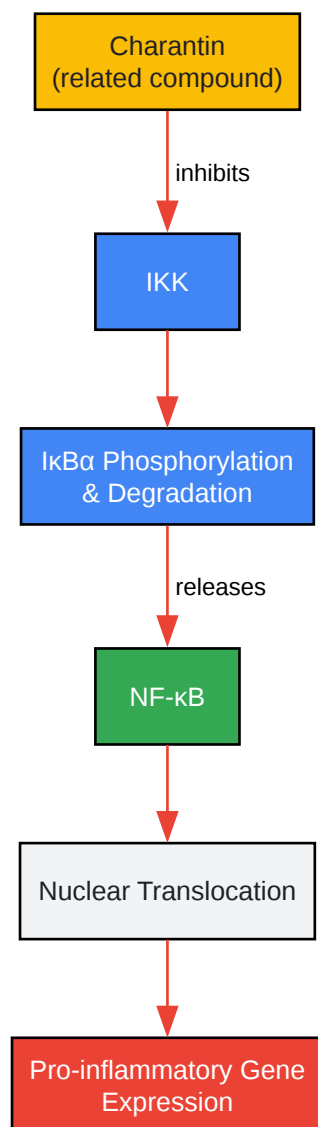 Charantin
(related compound)
inhibits
IKK
IκBα Phosphorylation
& Degradation
releases
NF-κB
Nuclear Translocation
Pro-inflammatory Gene
Expression